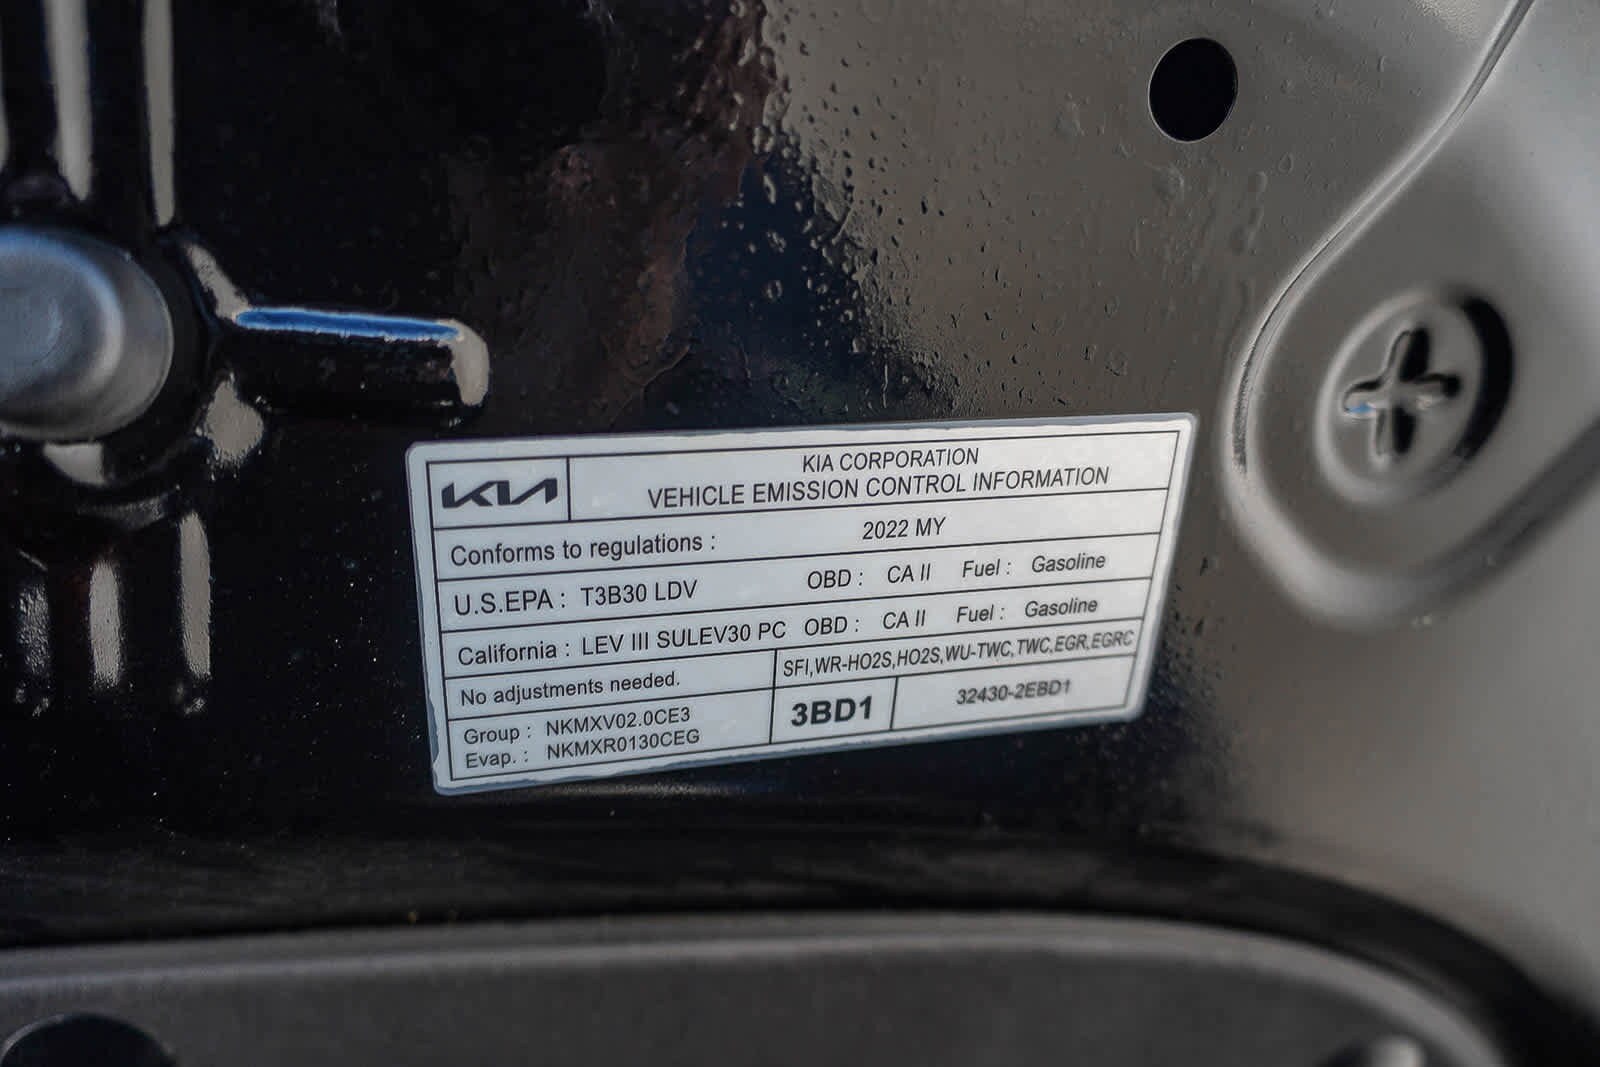 KIA
KIA CORPORATION
VEHICLE EMISSION CONTROL INFORMATION
Conforms to regulations : 2022 MY
U.S.EPA : T3B30 LDV OBD : CA II Fuel : Gasoline
California : LEV III SULEV30 PC OBD : CA II Fuel : Gasoline
No adjustments needed. SFI,WR-HO2S,HO2S,WU-TWC,TWC,EGR,EGRC
Group : NKMXV02.0CE3
Evap. : NKMXR0130CEG
3BD1 32430-2EBD1